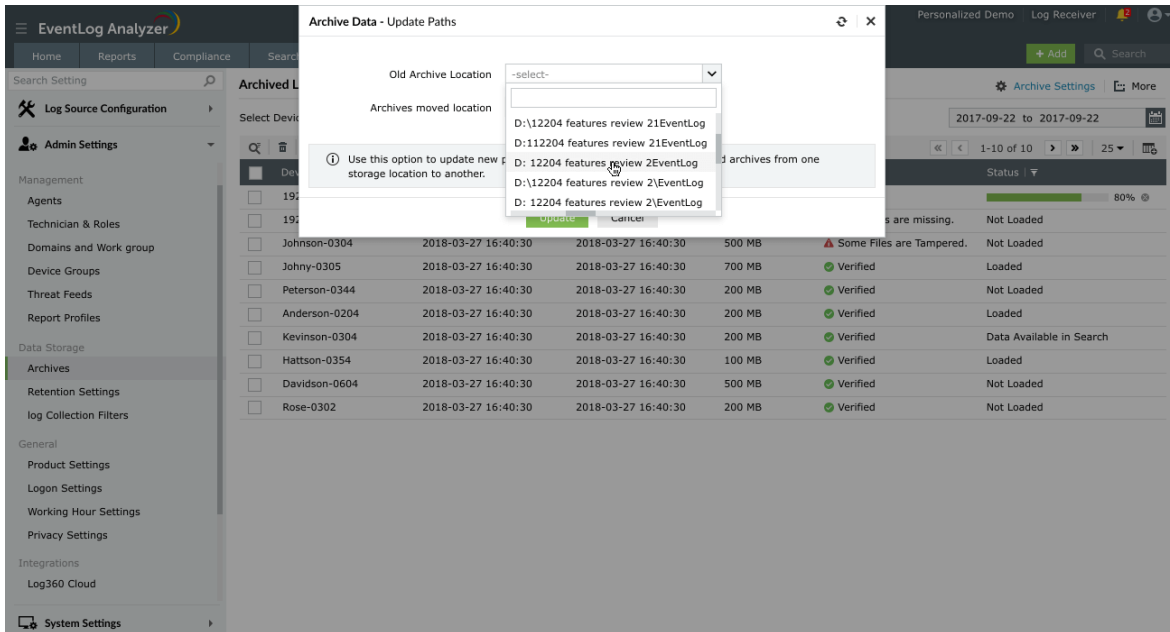 EventLog Analyzer
Personalized Demo Log Receiver 2
Home Reports Compliance Search
+ Add Search
Archive Data - Update Paths
Old Archive Location -select-
Archives moved location
D:\12204 features review 21EventLog
D:112204 features review 21EventLog
D: 12204 features review 2EventLog
D:\12204 features review 2\EventLog
D: 12204 features review 2\EventLog
Use this option to update new p d archives from one
storage location to another.
Update Cancel
Search Setting
Log Source Configuration
Admin Settings
Management
Agents
Technician & Roles
Domains and Work group
Device Groups
Threat Feeds
Report Profiles
Data Storage
Archives
Retention Settings
log Collection Filters
General
Product Settings
Logon Settings
Working Hour Settings
Privacy Settings
Integrations
Log360 Cloud
System Settings
Archived L
Archive Settings More
Select Devic
2017-09-22 to 2017-09-22
1-10 of 10 25
Dev Status
192 80%
192 s are missing. Not Loaded
Johnson-0304 2018-03-27 16:40:30 2018-03-27 16:40:30 500 MB Some Files are Tampered. Not Loaded
Johny-0305 2018-03-27 16:40:30 2018-03-27 16:40:30 700 MB Verified Loaded
Peterson-0344 2018-03-27 16:40:30 2018-03-27 16:40:30 200 MB Verified Not Loaded
Anderson-0204 2018-03-27 16:40:30 2018-03-27 16:40:30 200 MB Verified Loaded
Kevinson-0304 2018-03-27 16:40:30 2018-03-27 16:40:30 200 MB Verified Data Available in Search
Hattson-0354 2018-03-27 16:40:30 2018-03-27 16:40:30 100 MB Verified Loaded
Davidson-0604 2018-03-27 16:40:30 2018-03-27 16:40:30 500 MB Verified Not Loaded
Rose-0302 2018-03-27 16:40:30 2018-03-27 16:40:30 200 MB Verified Not Loaded